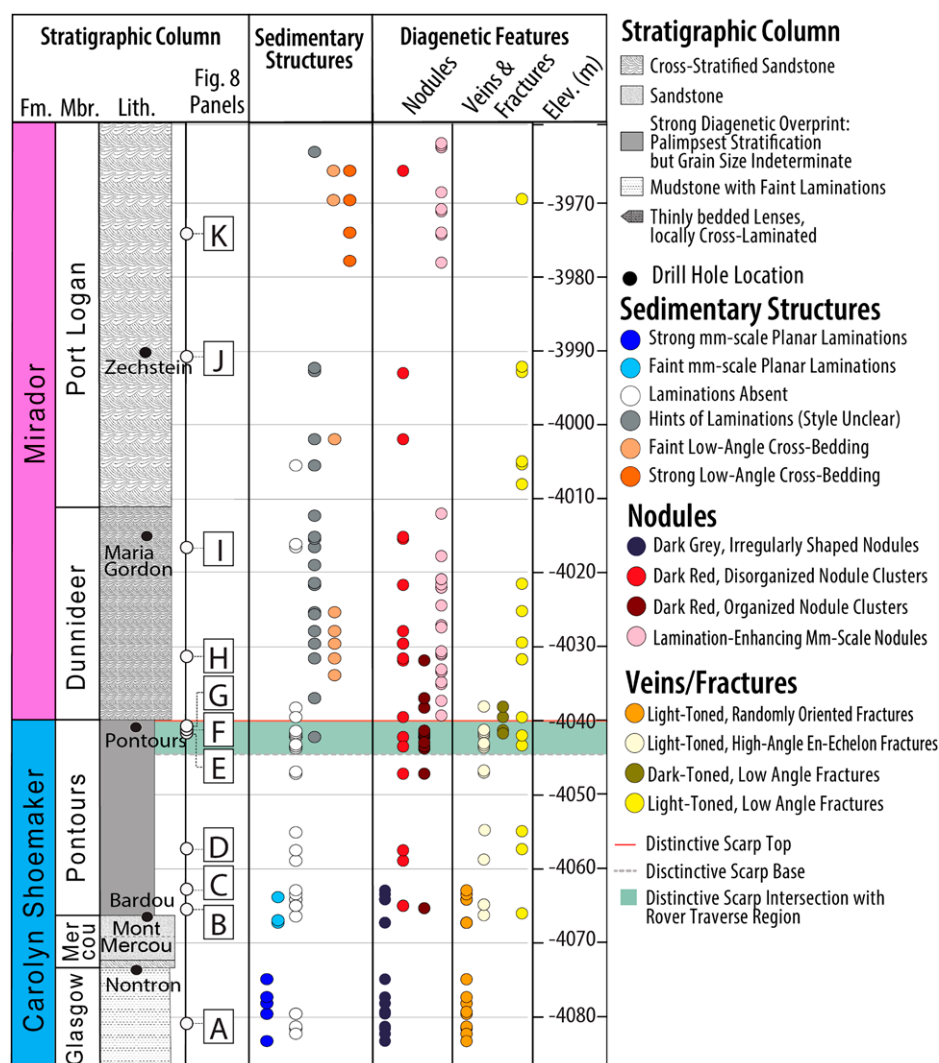 Stratigraphic Column
Sedimentary
Structures
Diagenetic Features
Fig. 8
Panels
Fm. Mbr. Lith.
Nodules
Veins &
Fractures
Elev. (m)
Mirador
Port Logan
Dunnideer
Carolyn Shoemaker
Pontours
Mer
cou
Glasgow
K
-3970
-3980
Zechstein
J
-3990
-4000
-4010
Maria
Gordon
I
-4020
H
-4030
G
-4040
Pontours
F
E
-4050
D
-4060
C
Bardou
B
Mont
Mercou
-4070
Nontron
A
-4080
Stratigraphic Column
Cross-Stratified Sandstone
Sandstone
Strong Diagenetic Overprint:
Palimpsest Stratification
but Grain Size Indeterminate
Mudstone with Faint Laminations
Thinly bedded Lenses,
locally Cross-Laminated
Drill Hole Location
Sedimentary Structures
Strong mm-scale Planar Laminations
Faint mm-scale Planar Laminations
Laminations Absent
Hints of Laminations (Style Unclear)
Faint Low-Angle Cross-Bedding
Strong Low-Angle Cross-Bedding
Nodules
Dark Grey, Irregularly Shaped Nodules
Dark Red, Disorganized Nodule Clusters
Dark Red, Organized Nodule Clusters
Lamination-Enhancing Mm-Scale Nodules
Veins/Fractures
Light-Toned, Randomly Oriented Fractures
Light-Toned, High-Angle En-Echelon Fractures
Dark-Toned, Low Angle Fractures
Light-Toned, Low Angle Fractures
Distinctive Scarp Top
Distinctive Scarp Base
Distinctive Scarp Intersection with
Rover Traverse Region